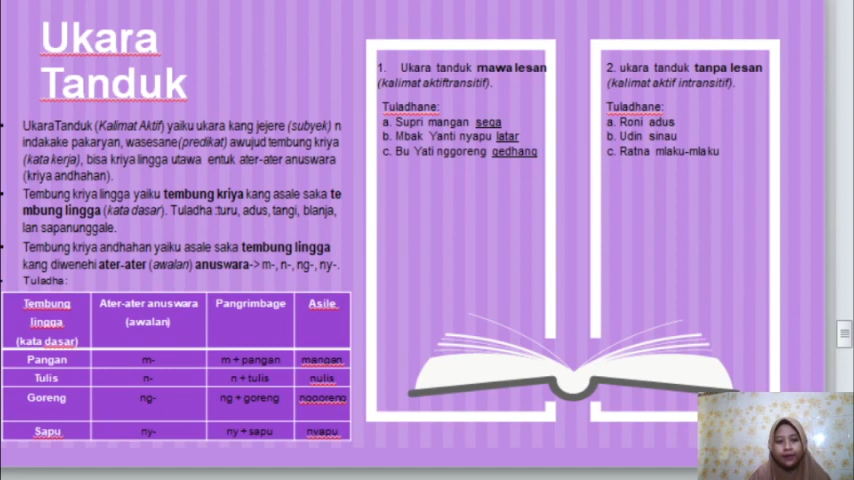 Ukara
Tanduk
UkaraTanduk (Kalimat Aktif) yaiku ukara kang jejere (subyek) n
indakake pakaryan, wasesane(predikat) awujud tembung kriya
(kata kerja), bisa kriya lingga utawa entuk ater-ater anuswara
(kriya andhahan).
Tembung kriya lingga yaiku tembung kriya kang asale saka te
mbung lingga (kata dasar). Tuladha :turu, adus, tangi, blanja,
lan sapanunggale.
Tembung kriya andhahan yaiku asale saka tembung lingga
kang diwenehi ater-ater (awalan) anuswara-> m-, n-, ng-, ny-.
Tuladha:
Tembung lingga (kata dasar) Ater-ater anuswara (awalan) Pangrimbage Asile
Pangan m- m + pangan mangan
Tulis n- n + tulis nulis
Goreng ng- ng + goreng nggoreng
Sapu ny- ny + sapu nyapu
1. Ukara tanduk mawa lesan
(kalimat aktiftransitif).
Tuladhane:
a. Supri mangan sega
b. Mbak Yanti nyapu latar
c. Bu Yati nggoreng gedhang
2. ukara tanduk tanpa lesan
(kalimat aktif intransitif).
Tuladhane:
a. Roni adus
b. Udin sinau
c. Ratna mlaku-mlaku